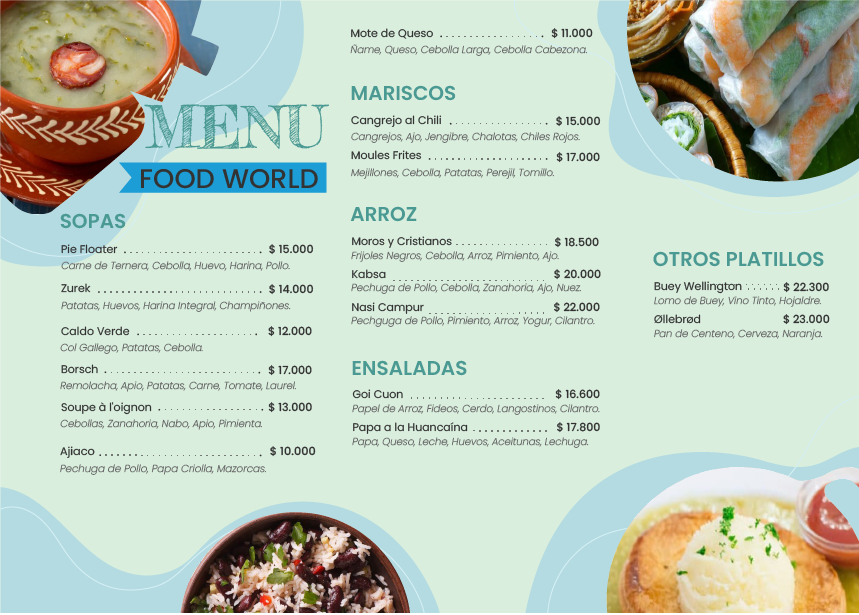 MENU
FOOD WORLD
SOPAS
Pie Floater ........................ $ 15.000
Carne de Ternera, Cebolla, Huevo, Harina, Pollo.
Zurek ........................ $ 14.000
Patatas, Huevos, Harina Integral, Champiñones.
Caldo Verde ........................ $ 12.000
Col Gallego, Patatas, Cebolla.
Borsch ........................ $ 17.000
Remolacha, Apio, Patatas, Carne, Tomate, Laurel.
Soupe à l'oignon ........................ $ 13.000
Cebollas, Zanahoria, Nabo, Apio, Pimienta.
Ajiaco ........................ $ 10.000
Pechuga de Pollo, Papa Criolla, Mazorcas.
Mote de Queso ........................ $ 11.000
Ñame, Queso, Cebolla Larga, Cebolla Cabezona.
MARISCOS
Cangrejo al Chili ........................ $ 15.000
Cangrejos, Ajo, Jengibre, Chalotas, Chiles Rojos.
Moules Frites ........................ $ 17.000
Mejillones, Cebolla, Patatas, Perejil, Tomillo.
ARROZ
Moros y Cristianos ........................ $ 18.500
Frijoles Negros, Cebolla, Arroz, Pimiento, Ajo.
Kabsa ........................ $ 20.000
Pechuga de Pollo, Cebolla, Zanahoria, Ajo, Nuez.
Nasi Campur ........................ $ 22.000
Pechguga de Pollo, Pimiento, Arroz, Yogur, Cilantro.
ENSALADAS
Goi Cuon ........................ $ 16.600
Papel de Arroz, Fideos, Cerdo, Langostinos, Cilantro.
Papa a la Huancaína ............ $ 17.800
Papa, Queso, Leche, Huevos, Aceitunas, Lechuga.
OTROS PLATILLOS
Buey Wellington ...... $ 22.300
Lomo de Buey, Vino Tinto, Hojaldre.
Øllebrød $ 23.000
Pan de Centeno, Cerveza, Naranja.